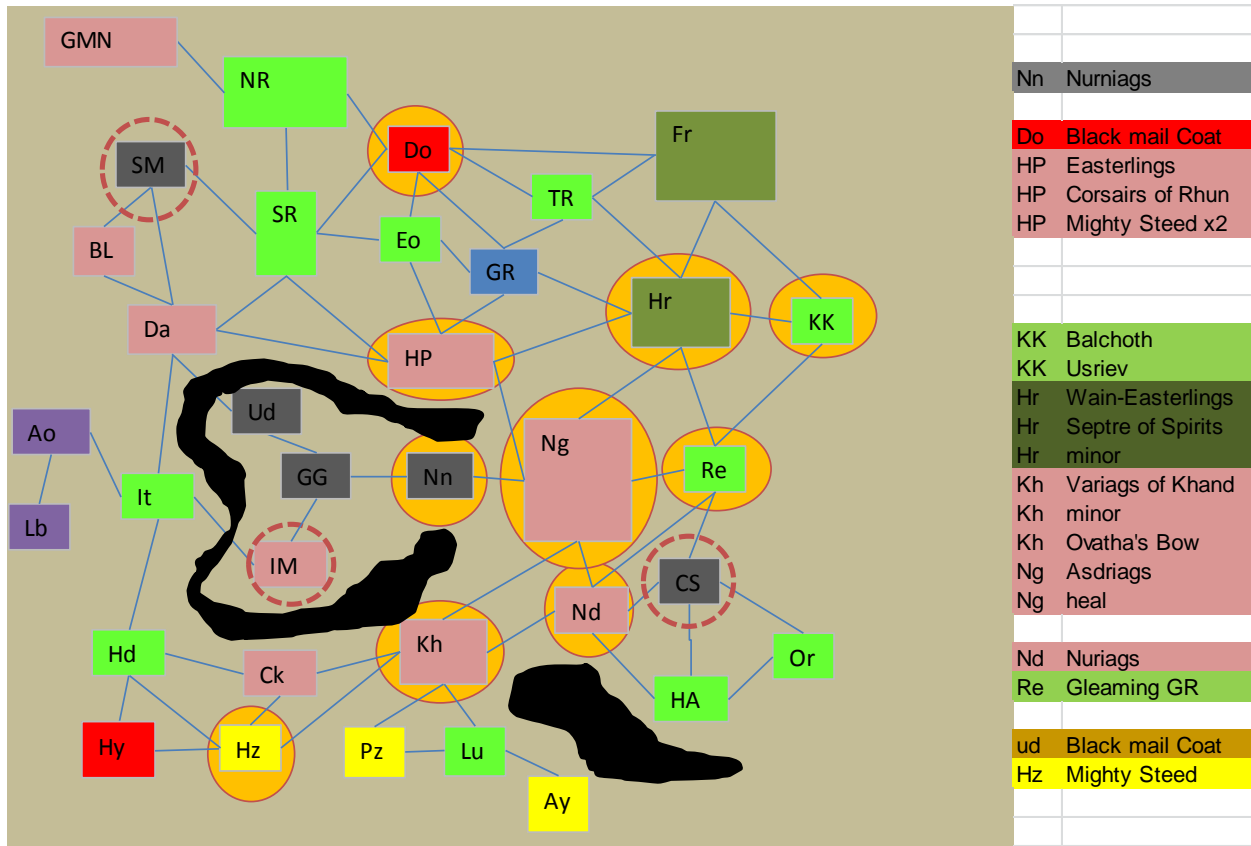 GMN
NR
Do
Fr
SM
TR
SR
Eo
BL
GR
Hr
KK
Da
HP
Ud
Ao
Ng
GG
Nn
Re
It
Lb
IM
CS
Nd
Hd
Kh
Ck
Or
HA
Hy
Hz
Pz
Lu
Ay
Nn Nurniags
Do Black mail Coat
HP Easterlings
HP Corsairs of Rhun
HP Mighty Steed x2
KK Balchoth
KK Usriev
Hr Wain-Easterlings
Hr Septre of Spirits
Hr minor
Kh Variags of Khand
Kh minor
Kh Ovatha's Bow
Ng Asdriags
Ng heal
Nd Nuriags
Re Gleaming GR
ud Black mail Coat
Hz Mighty Steed